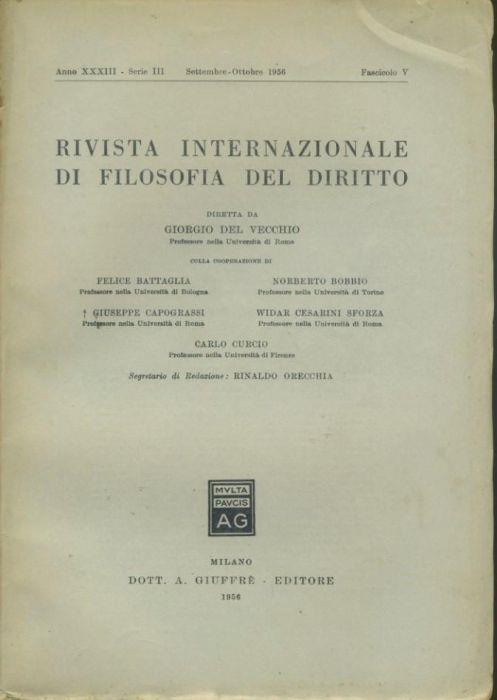 Anno XXXIII - Serie III Settembre-Ottobre 1956 Fascicolo V
RIVISTA INTERNAZIONALE
DI FILOSOFIA DEL DIRITTO
DIRETTA DA
GIORGIO DEL VECCHIO
Professore nella Università di Roma
COLLA COOPERAZIONE DI
FELICE BATTAGLIA NORBERTO BOBBIO
Professore nella Università di Bologna Professore nella Università di Torino
† GIUSEPPE CAPOGRASSI WIDAR CESARINI SFORZA
Professore nella Università di Roma Professore nella Università di Roma
CARLO CURCIO
Professore nella Università di Firenze
Segretario di Redazione: RINALDO ORECCHIA
MVLTA
PAVCIS
AG
MILANO
DOTT. A. GIUFFRÈ - EDITORE
1956